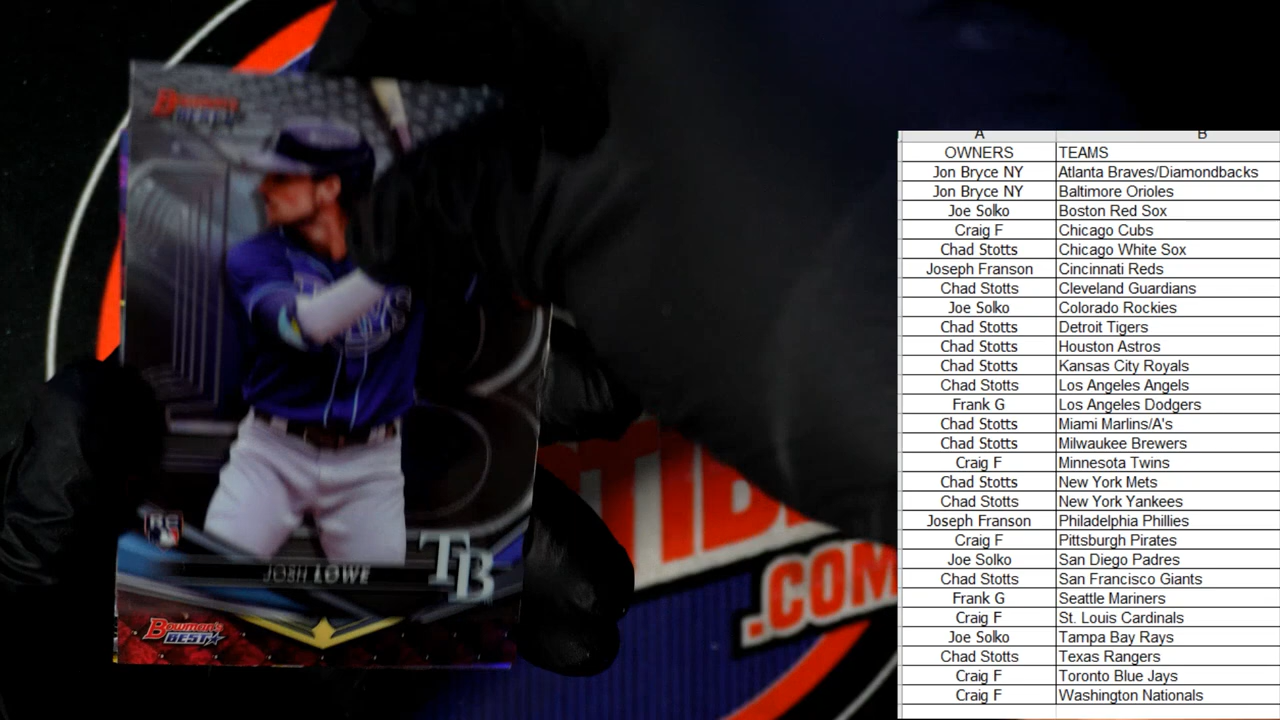 Bowman's
BEST
RAYS
RC
JOSH LOWE
TB
Bowman's
BEST
.COM
A B
OWNERS TEAMS
Jon Bryce NY Atlanta Braves/Diamondbacks
Jon Bryce NY Baltimore Orioles
Joe Solko Boston Red Sox
Craig F Chicago Cubs
Chad Stotts Chicago White Sox
Joseph Franson Cincinnati Reds
Chad Stotts Cleveland Guardians
Joe Solko Colorado Rockies
Chad Stotts Detroit Tigers
Chad Stotts Houston Astros
Chad Stotts Kansas City Royals
Chad Stotts Los Angeles Angels
Frank G Los Angeles Dodgers
Chad Stotts Miami Marlins/A's
Chad Stotts Milwaukee Brewers
Craig F Minnesota Twins
Chad Stotts New York Mets
Chad Stotts New York Yankees
Joseph Franson Philadelphia Phillies
Craig F Pittsburgh Pirates
Joe Solko San Diego Padres
Chad Stotts San Francisco Giants
Frank G Seattle Mariners
Craig F St. Louis Cardinals
Joe Solko Tampa Bay Rays
Chad Stotts Texas Rangers
Craig F Toronto Blue Jays
Craig F Washington Nationals